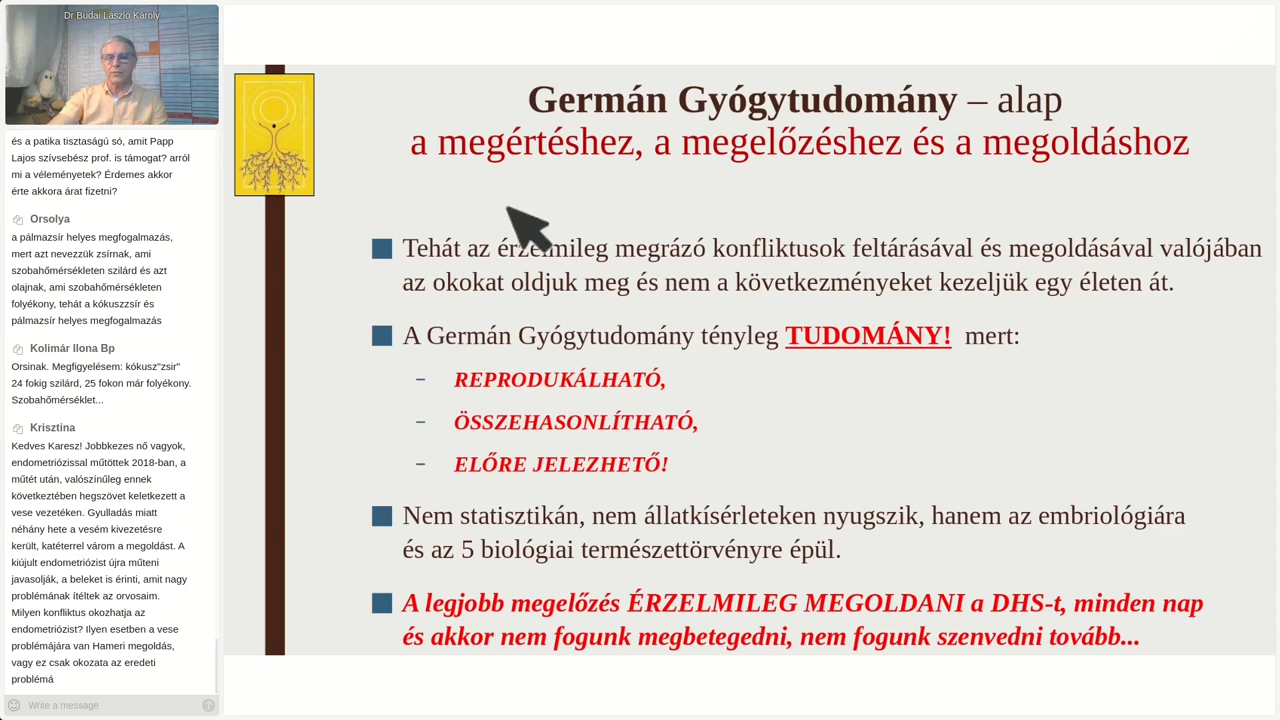 Dr Budai László Károly
és a patika tisztaságú só, amit Papp
Lajos szívsebész prof. is támogat? arról
mi a véleményetek? Érdemes akkor
érte akkora árat fizetni?
Orsolya
a pálmazsír helyes megfogalmazás,
mert azt nevezzük zsírnak, ami
szobahőmérsékleten szilárd és azt
olajnak, ami szobahőmérsékleten
folyékony, tehát a kókuszzsír és
pálmazsír helyes megfogalmazás
Kolimár Ilona Bp
Orsinak. Megfigyelésem: kókusz"zsir"
24 fokig szilárd, 25 fokon már folyékony.
Szobahőmérséklet...
Krisztina
Kedves Karesz! Jobbkezes nő vagyok,
endometriózissal műtöttek 2018-ban, a
műtét után, valószínűleg ennek
következtében hegszövet keletkezett a
vese vezetéken. Gyulladás miatt
néhány hete a vesém kivezetésre
került, katéterrel várom a megoldást. A
kiújult endometriózist újra műteni
javasolják, a beleket is érinti, amit nagy
problémának ítéltek az orvosaim.
Milyen konfliktus okozhatja az
endometriózist? Ilyen esetben a vese
problémájára van Hameri megoldás,
vagy ez csak okozata az eredeti
problémá
Write a message
Germán Gyógytudomány – alap
a megértéshez, a megelőzéshez és a megoldáshoz
Tehát az érzelmileg megrázó konfliktusok feltárásával és megoldásával valójában
az okokat oldjuk meg és nem a következményeket kezeljük egy életen át.
A Germán Gyógytudomány tényleg TUDOMÁNY! mert:
– REPRODUKÁLHATÓ,
– ÖSSZEHASONLÍTHATÓ,
– ELŐRE JELEZHETŐ!
Nem statisztikán, nem állatkísérleteken nyugszik, hanem az embriológiára
és az 5 biológiai természettörvényre épül.
A legjobb megelőzés ÉRZELMILEG MEGOLDANI a DHS-t, minden nap
és akkor nem fogunk megbetegedni, nem fogunk szenvedni tovább...